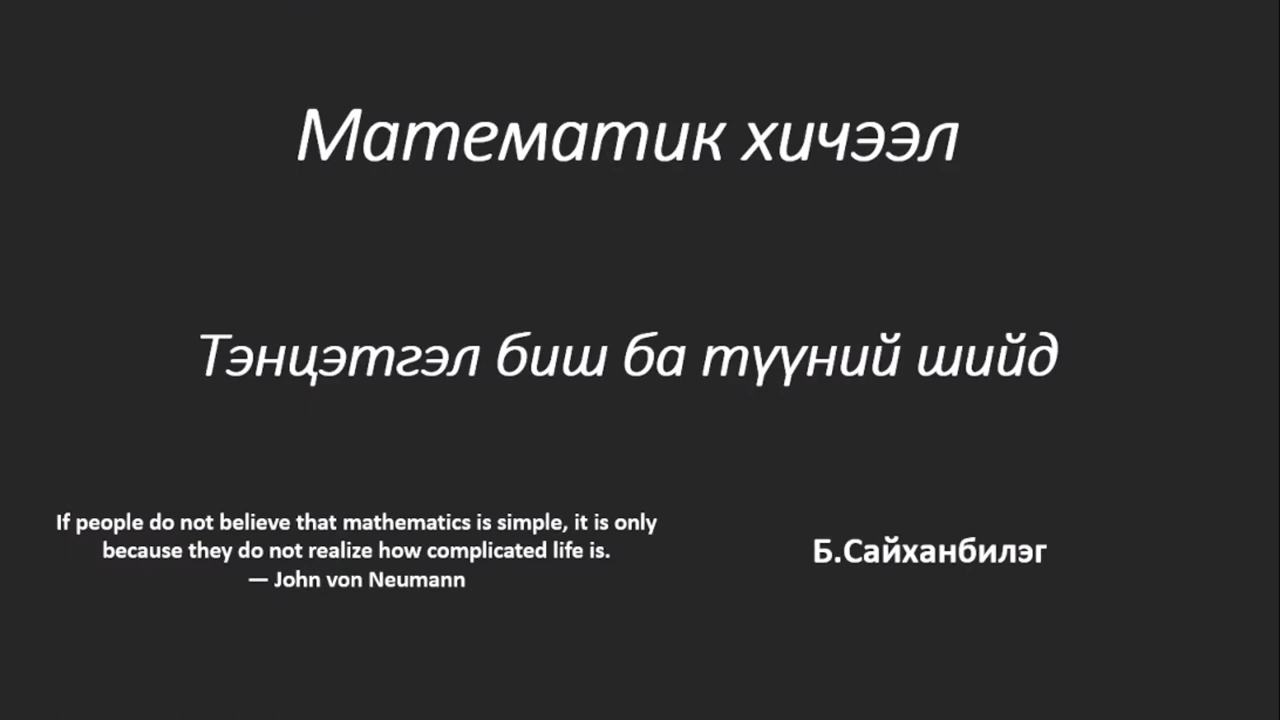 Математик хичээл
Тэнцэтгэл биш ба түүний шийд
If people do not believe that mathematics is simple, it is only
because they do not realize how complicated life is.
— John von Neumann
Б.Сайханбилэг